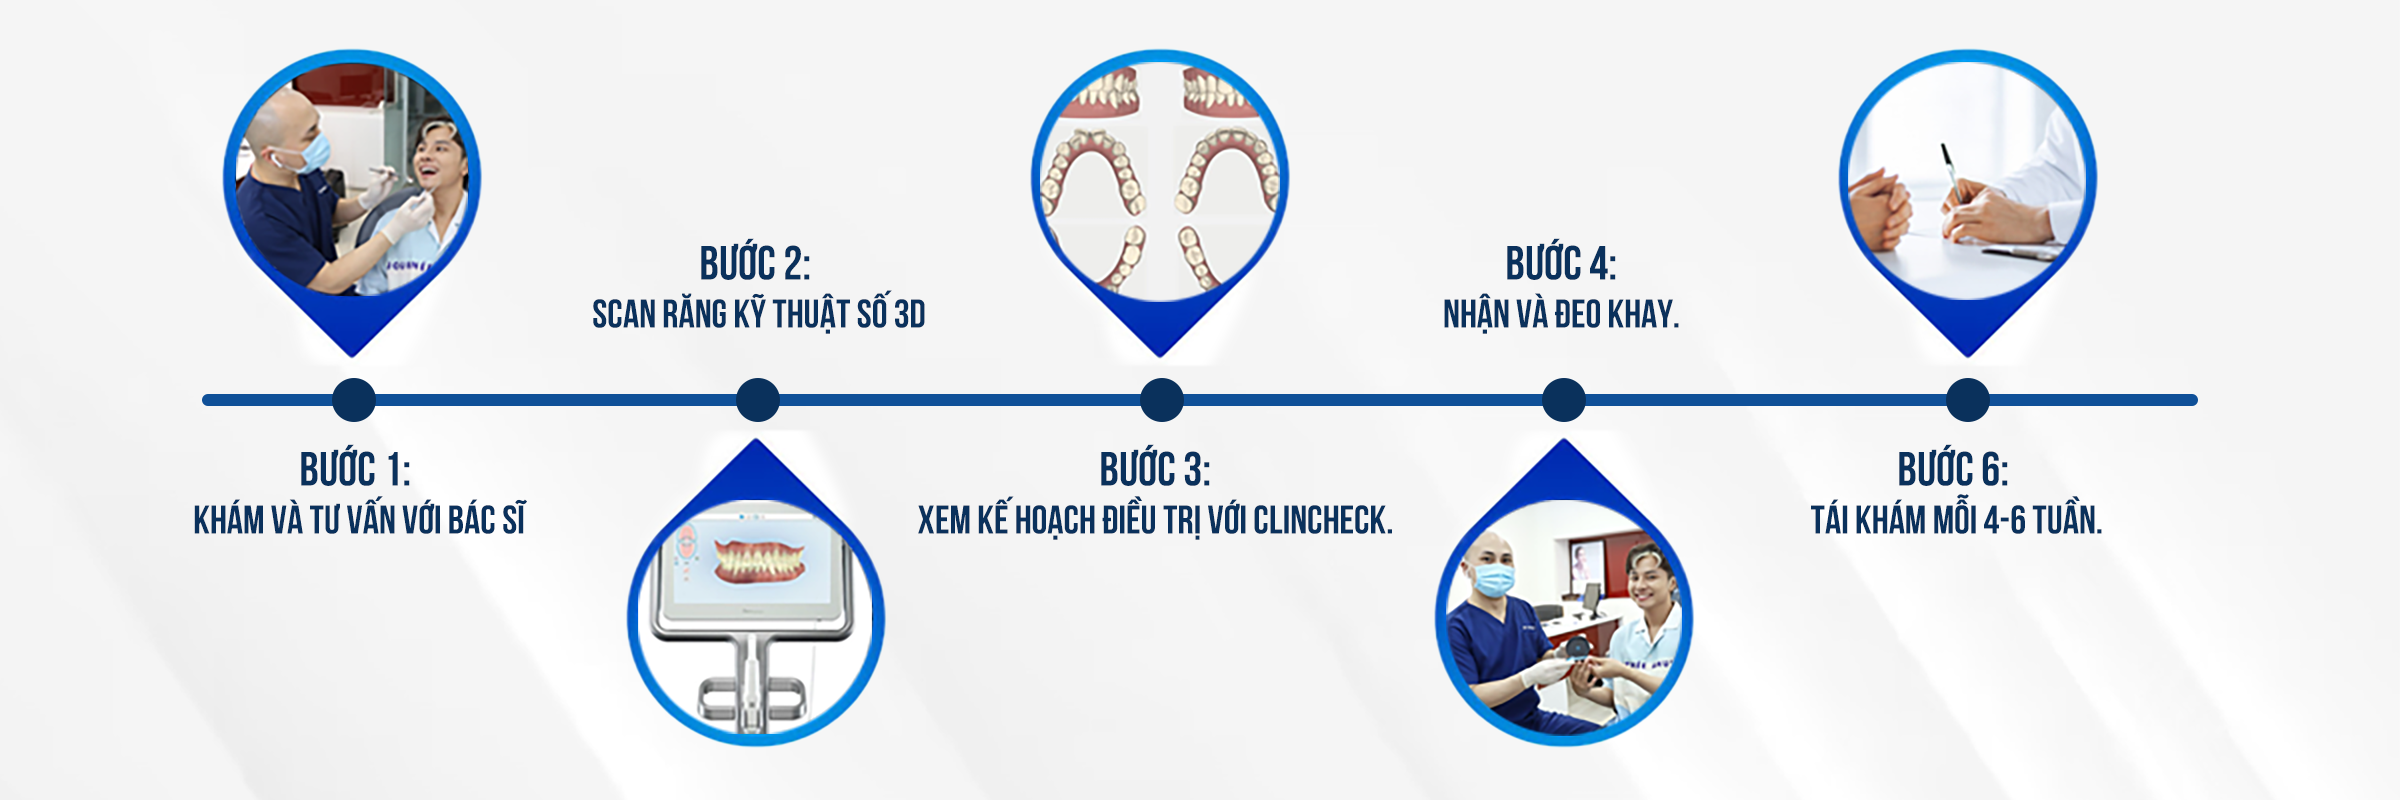 BƯỚC 1:
KHÁM VÀ TƯ VẤN VỚI BÁC SĨ
BƯỚC 2:
SCAN RĂNG KỸ THUẬT SỐ 3D
BƯỚC 3:
XEM KẾ HOẠCH ĐIỀU TRỊ VỚI CLINCHECK.
BƯỚC 4:
NHẬN VÀ ĐEO KHAY.
BƯỚC 6:
TÁI KHÁM MỖI 4-6 TUẦN.